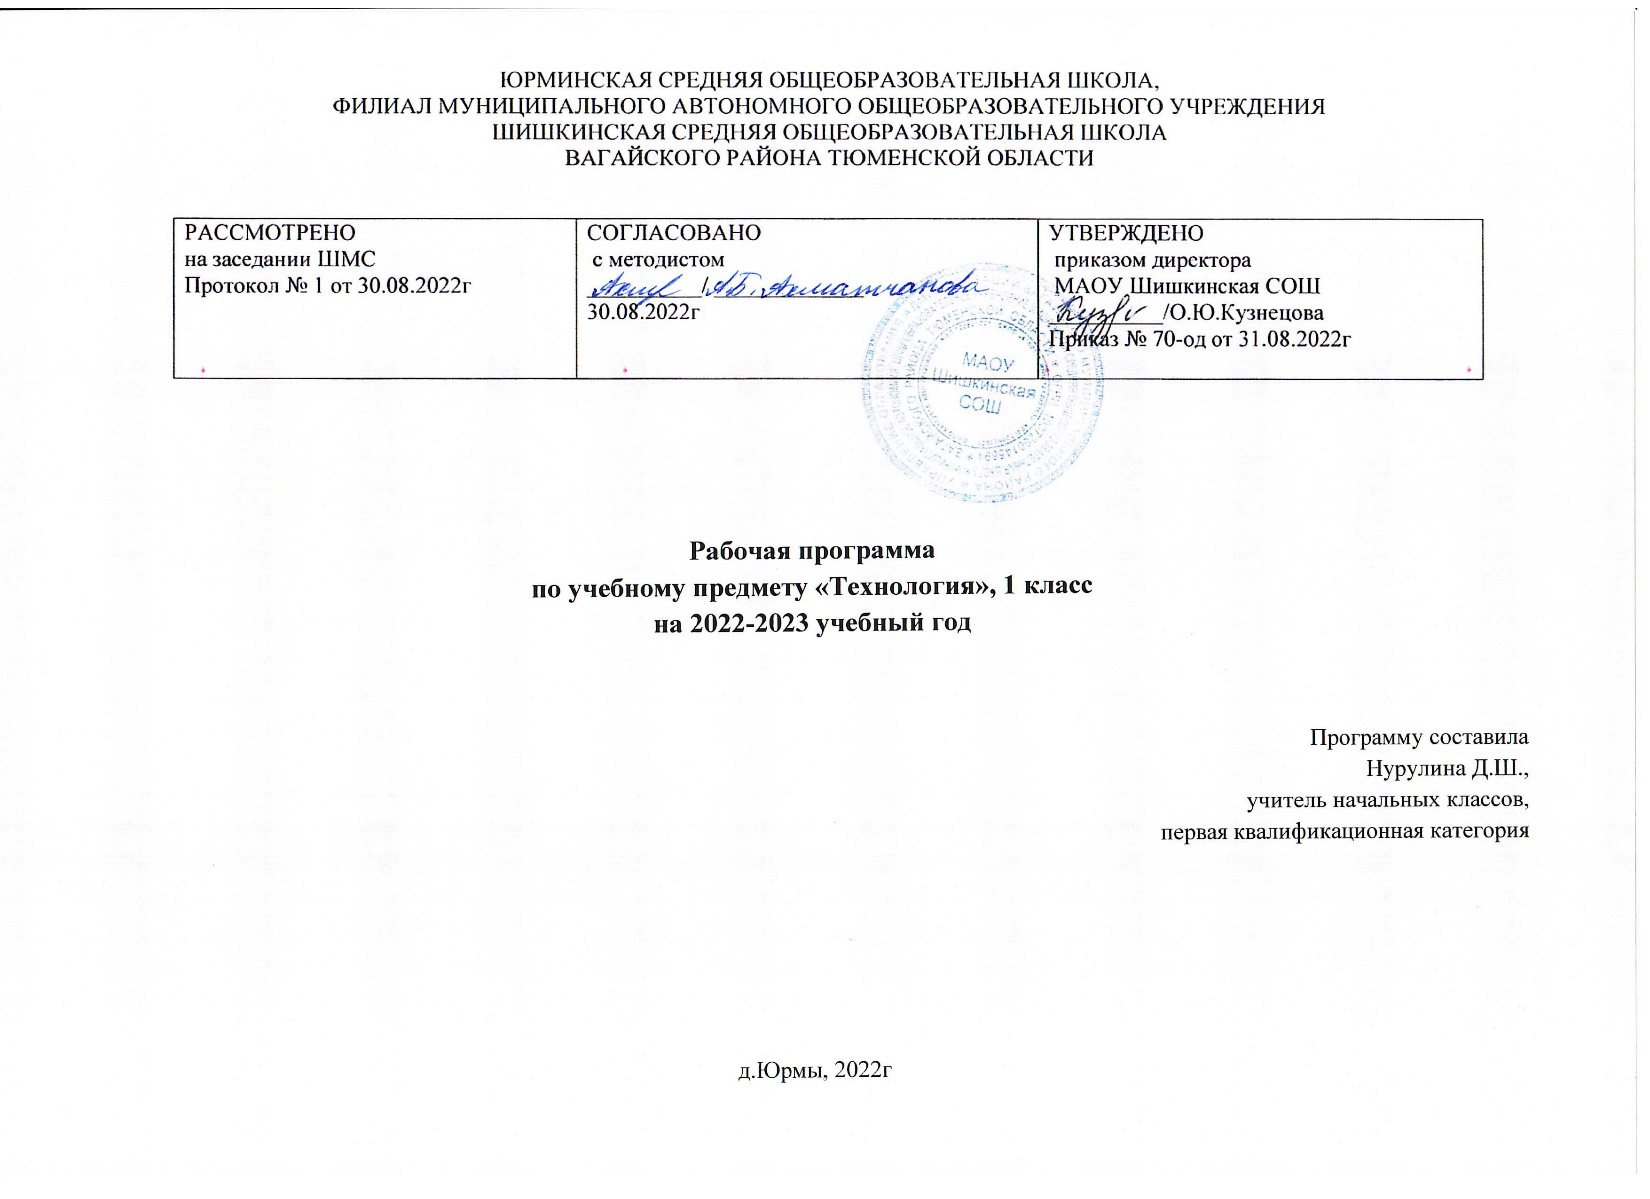 ЮРМИНСКАЯ СРЕДНЯЯ ОБЩЕОБРАЗОВАТЕЛЬНАЯ ШКОЛА,
ФИЛИАЛ МУНИЦИПАЛЬНОГО АВТОНОМНОГО ОБЩЕОБРАЗОВАТЕЛЬНОГО УЧРЕЖДЕНИЯ
ШИШКИНСКАЯ СРЕДНЯЯ ОБЩЕОБРАЗОВАТЕЛЬНАЯ ШКОЛА
ВАГАЙСКОГО РАЙОНА ТЮМЕНСКОЙ ОБЛАСТИ
РАССМОТРЕНО
на заседании ШМС
Протокол № 1 от 30.08.2022г
СОГЛАСОВАНО
с методистом
/А.Б. Акматчанова
30.08.2022г
УТВЕРЖДЕНО
приказом директора
МАОУ Шишкинская СОШ
/О.Ю.Кузнецова
Приказ № 70-од от 31.08.2022г
МАОУ
Шишкинская
СОШ
Рабочая программа
по учебному предмету «Технология», 1 класс
на 2022-2023 учебный год
Программу составила
Нурулина Д.Ш.,
учитель начальных классов,
первая квалификационная категория
д.Юрмы, 2022г